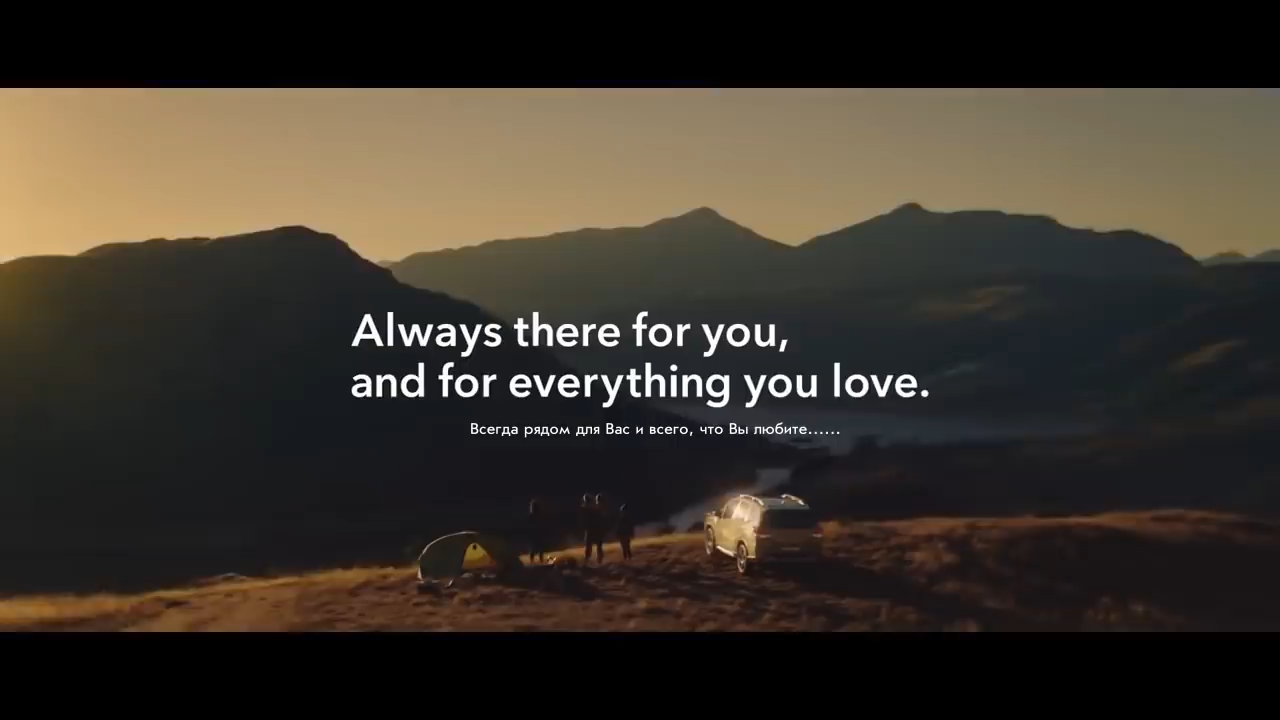 Always there for you,
and for everything you love.
Всегда рядом для Вас и всего, что Вы любите......